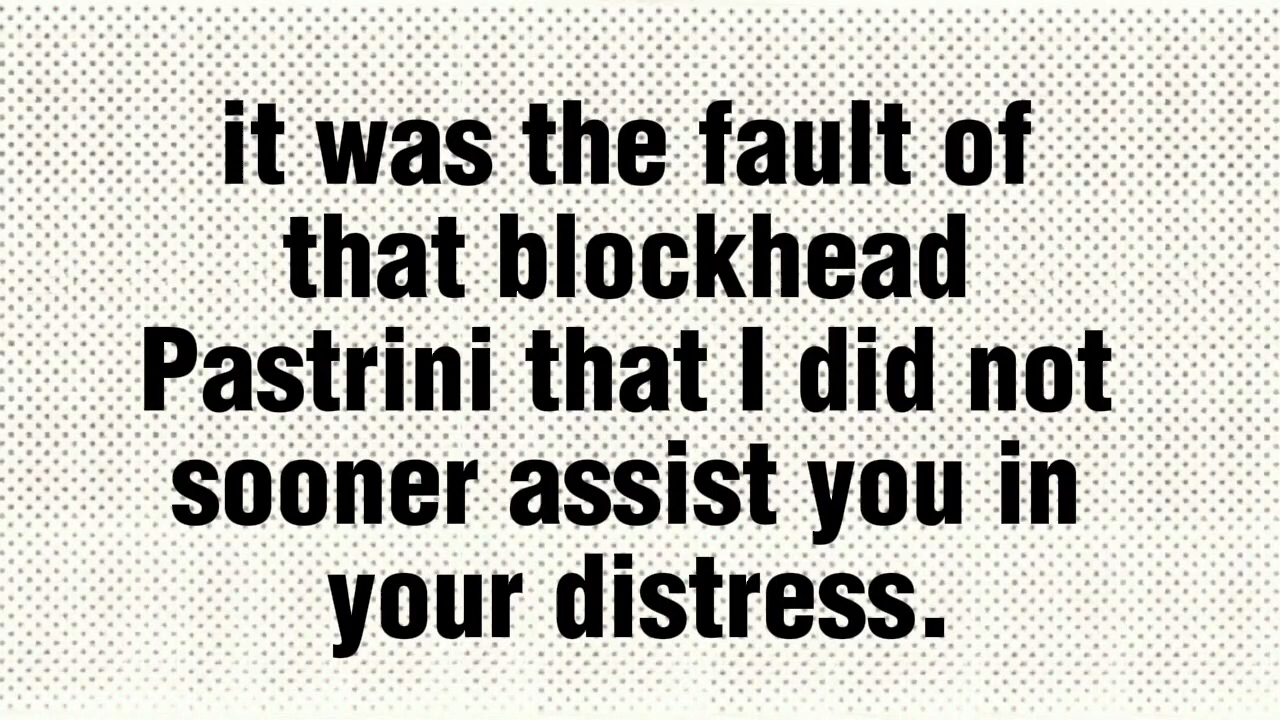 it was the fault of
that blockhead
Pastrini that I did not
sooner assist you in
your distress.